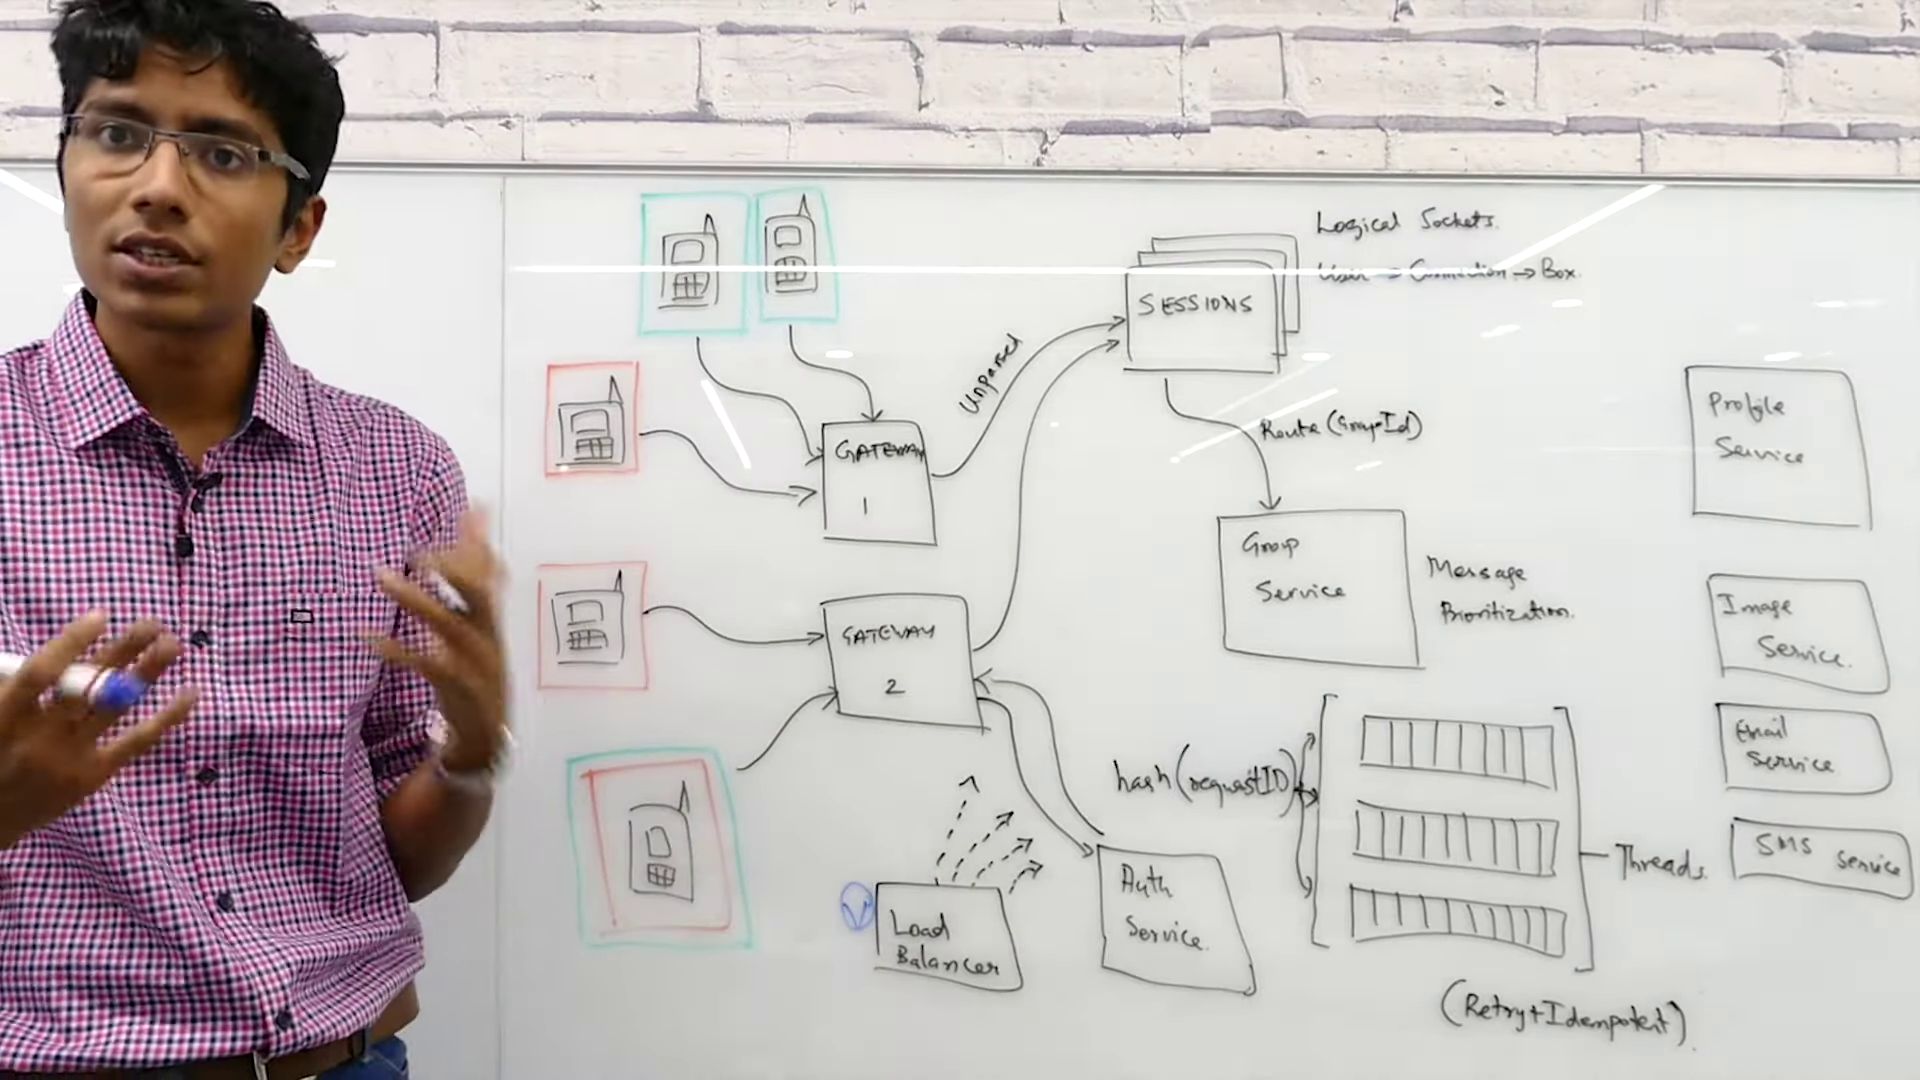 Logical Sockets.
User → Connection → Box.
SESSIONS
Unparsed
Profile
Service
Route (GroupId)
GATEWAY
1
Group
Service
Message
Prioritization.
Image
Service.
GATEWAY
2
Email
Service
hash (requestID)
SMS Service
Threads.
Auth
Service.
Load
Balancer
(Retry+Idempotent)